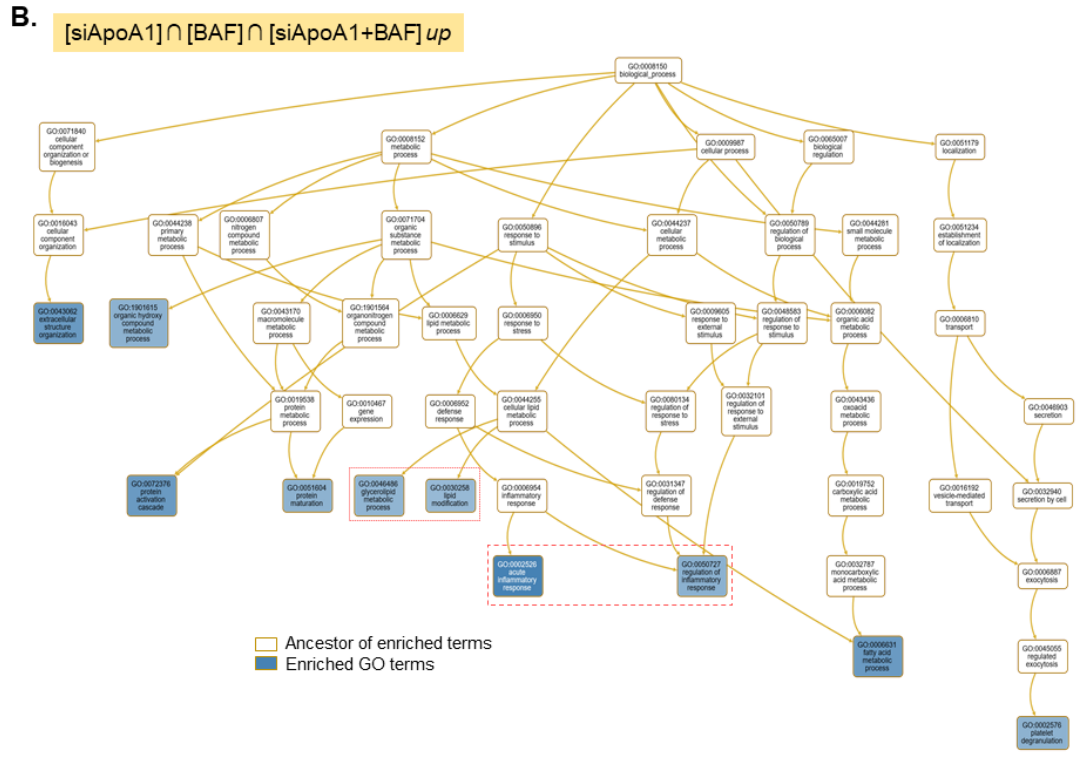 B.
[siApoA1]∩[BAF]∩[siApoA1+BAF] up
GO:0008150
biological_process
GO:0071840
cellular
component
organization or
biogenesis
GO:0008152
metabolic
process
GO:0009987
cellular process
GO:0065007
biological
regulation
GO:0051179
localization
GO:0016043
cellular
component
organization
GO:0044238
primary
metabolic
process
GO:0006807
nitrogen
compound
metabolic
process
GO:0071704
organic
substance
metabolic
process
GO:0050896
response to
stimulus
GO:0044237
cellular
metabolic
process
GO:0050789
regulation of
biological
process
GO:0044281
small molecule
metabolic
process
GO:0051234
establishment
of localization
GO:0043062
extracellular
structure
organization
GO:1901615
organic hydroxy
compound
metabolic
process
GO:0043170
macromolecule
metabolic
process
GO:1901564
organonitrogen
compound
metabolic
process
GO:0006629
lipid metabolic
process
GO:0006950
response to
stress
GO:0009605
response to
external
stimulus
GO:0048583
regulation of
response to
stimulus
GO:0006082
organic acid
metabolic
process
GO:0006810
transport
GO:0019538
protein
metabolic
process
GO:0010467
gene
expression
GO:0006952
defense
response
GO:0044255
cellular lipid
metabolic
process
GO:0080134
regulation of
response to
stress
GO:0032101
regulation of
response to
external
stimulus
GO:0043436
oxoacid
metabolic
process
GO:0046903
secretion
GO:0072376
protein
activation
cascade
GO:0051604
protein
maturation
GO:0046486
glycerolipid
metabolic
process
GO:0030258
lipid
modification
GO:0006954
inflammatory
response
GO:0031347
regulation of
defense
response
GO:0019752
carboxylic acid
metabolic
process
GO:0016192
vesicle-mediated
transport
GO:0032940
secretion by cell
GO:0002526
acute
inflammatory
response
GO:0050727
regulation of
inflammatory
response
GO:0032787
monocarboxylic
acid metabolic
process
GO:0006887
exocytosis
Ancestor of enriched terms
Enriched GO terms
GO:0006631
fatty acid
metabolic
process
GO:0045055
regulated
exocytosis
GO:0002576
platelet
degranulation